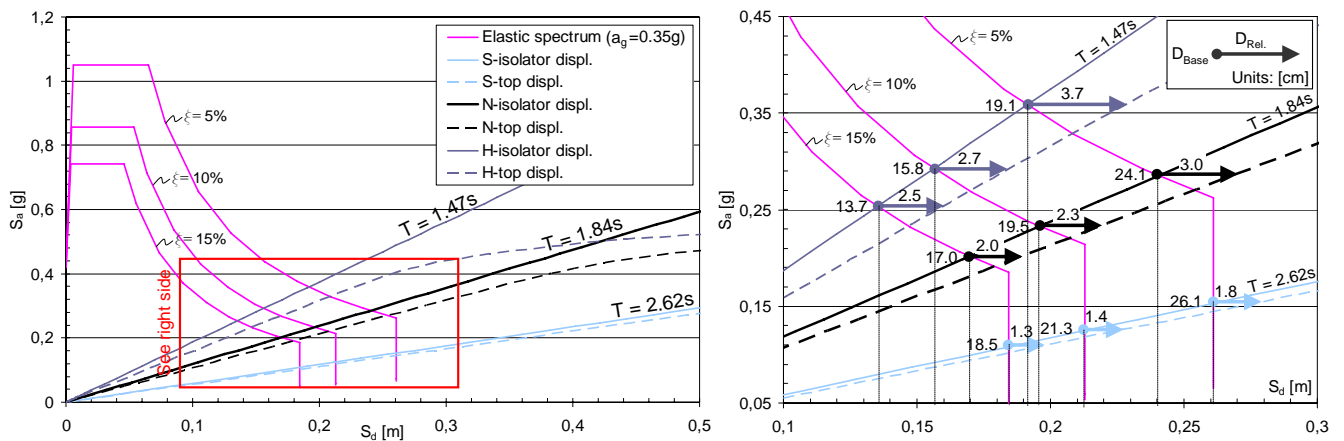 1,2
1
0,8
0,6
0,4
0,2
0
0
0,1
0,2
0,3
0,4
0,5
Sa [g]
Sd [m]
Elastic spectrum (ag=0.35g)
S-isolator displ.
S-top displ.
N-isolator displ.
N-top displ.
H-isolator displ.
H-top displ.
ξ= 5%
ξ= 10%
ξ= 15%
T = 1.47s
T = 1.84s
T = 2.62s
See right side
0,45
0,35
0,25
0,15
0,05
0,1
0,15
0,2
0,25
0,3
Sa [g]
Sd [m]
ξ= 5%
ξ= 10%
ξ= 15%
T = 1.47s
T = 1.84s
T = 2.62s
DBase
DRel.
Units: [cm]
19.1
3.7
15.8
2.7
13.7
2.5
24.1
3.0
19.5
2.3
17.0
2.0
26.1
1.8
21.3
1.4
18.5
1.3